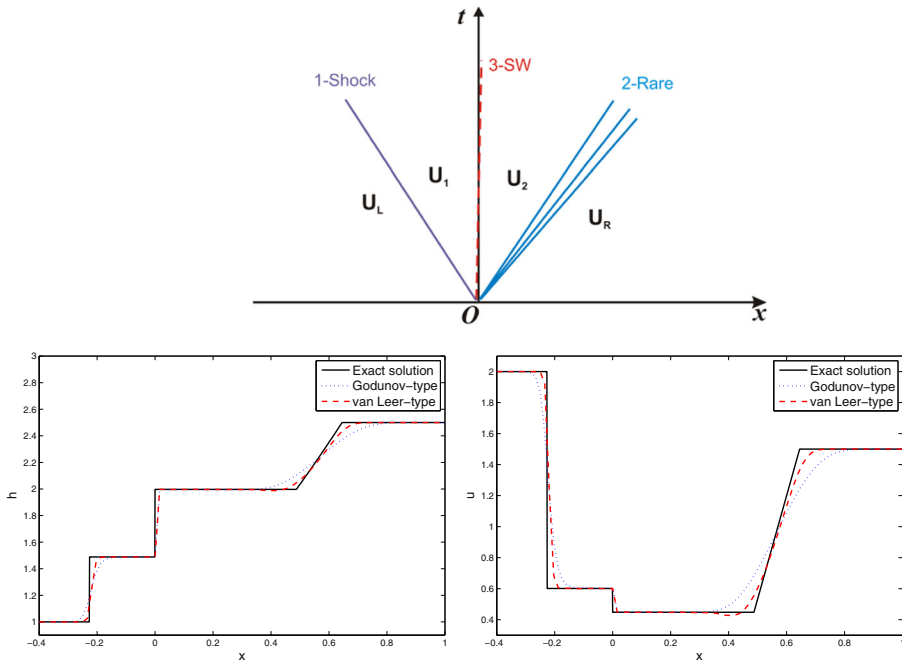 t
1-Shock
3-SW
2-Rare
U1
U2
UL
UR
O
x
3
2.8
2.6
2.4
2.2
2
1.8
1.6
1.4
1.2
1
−0.4
−0.2
0
0.2
0.4
0.6
0.8
1
h
x
Exact solution
Godunov−type
van Leer−type
2
1.8
1.6
1.4
1.2
1
0.8
0.6
0.4
−0.4
−0.2
0
0.2
0.4
0.6
0.8
1
u
x
Exact solution
Godunov−type
van Leer−type